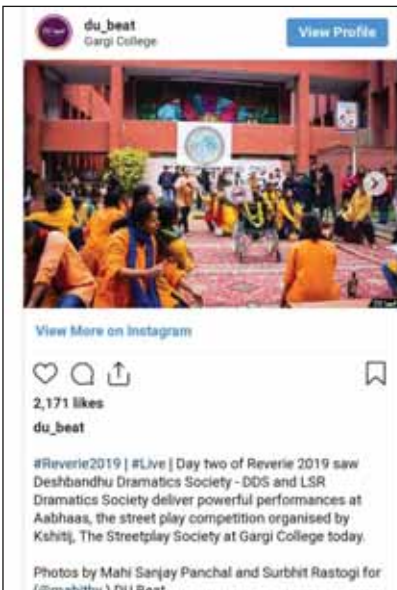 du_beat
Gargi College
View Profile
View More on Instagram
2,171 likes
du_beat
#Reverie2019 | #Live | Day two of Reverie 2019 saw
Deshbandhu Dramatics Society - DDS and LSR
Dramatics Society deliver powerful performances at
Aabhaas, the street play competition organised by
Kshitij, The Streetplay Society at Gargi College today.
Photos by Mahi Sanjay Panchal and Surbhit Rastogi for
(@mahithy ) DU Beat